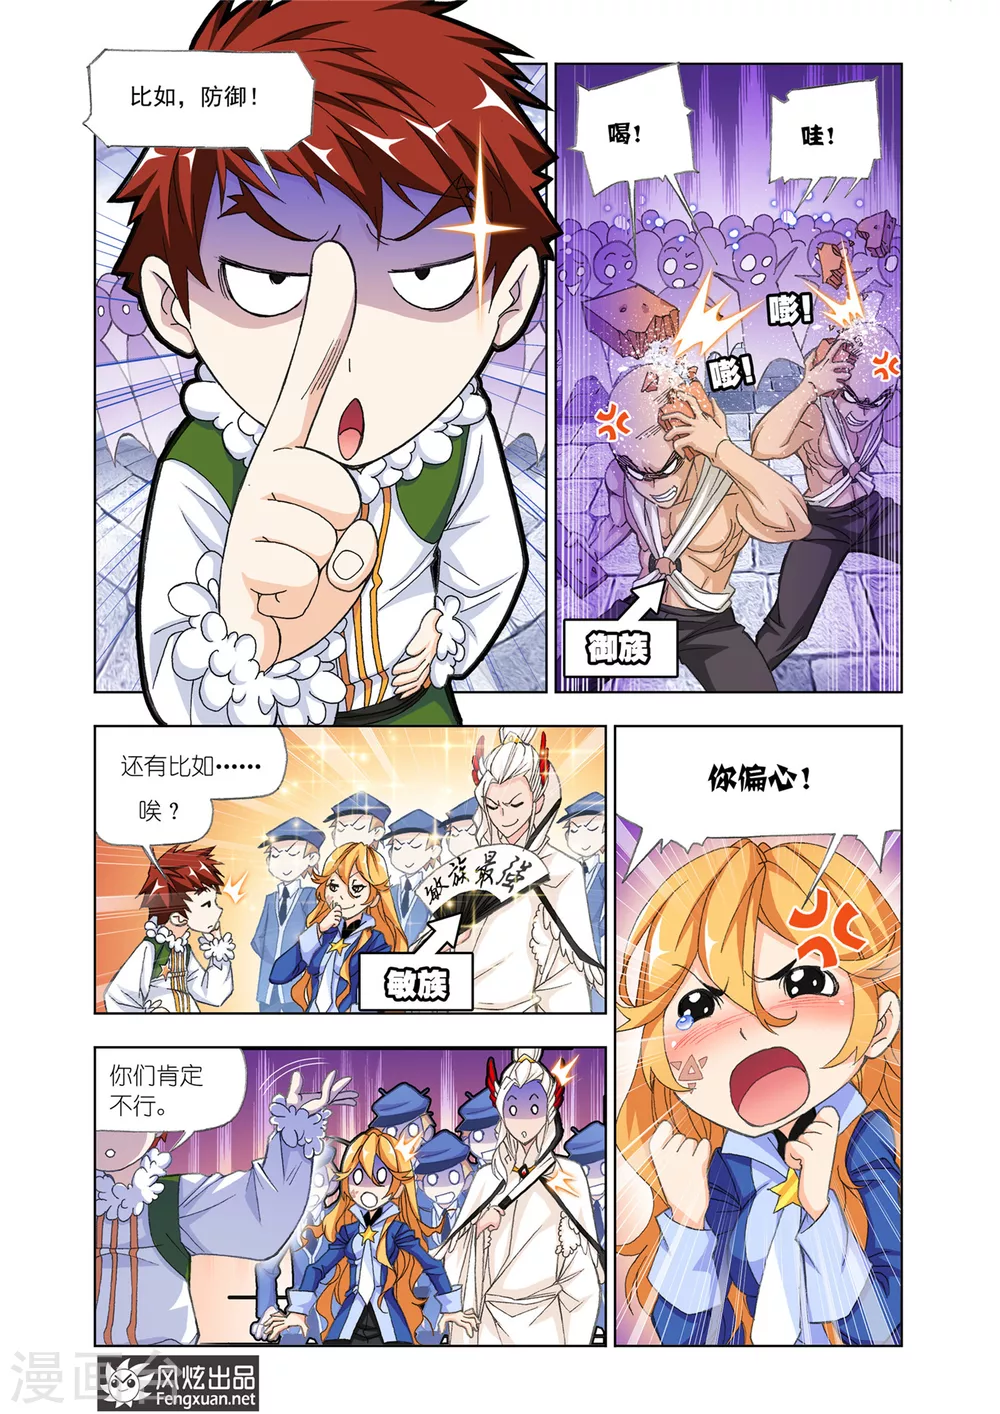 比如，防御！
喝！
哇！
嘭！
嘭！
御族
还有比如……
唉？
敏族最强
敏族
你偏心！
你们肯定
不行。
漫画台
风炫出品
Fengxuan.net